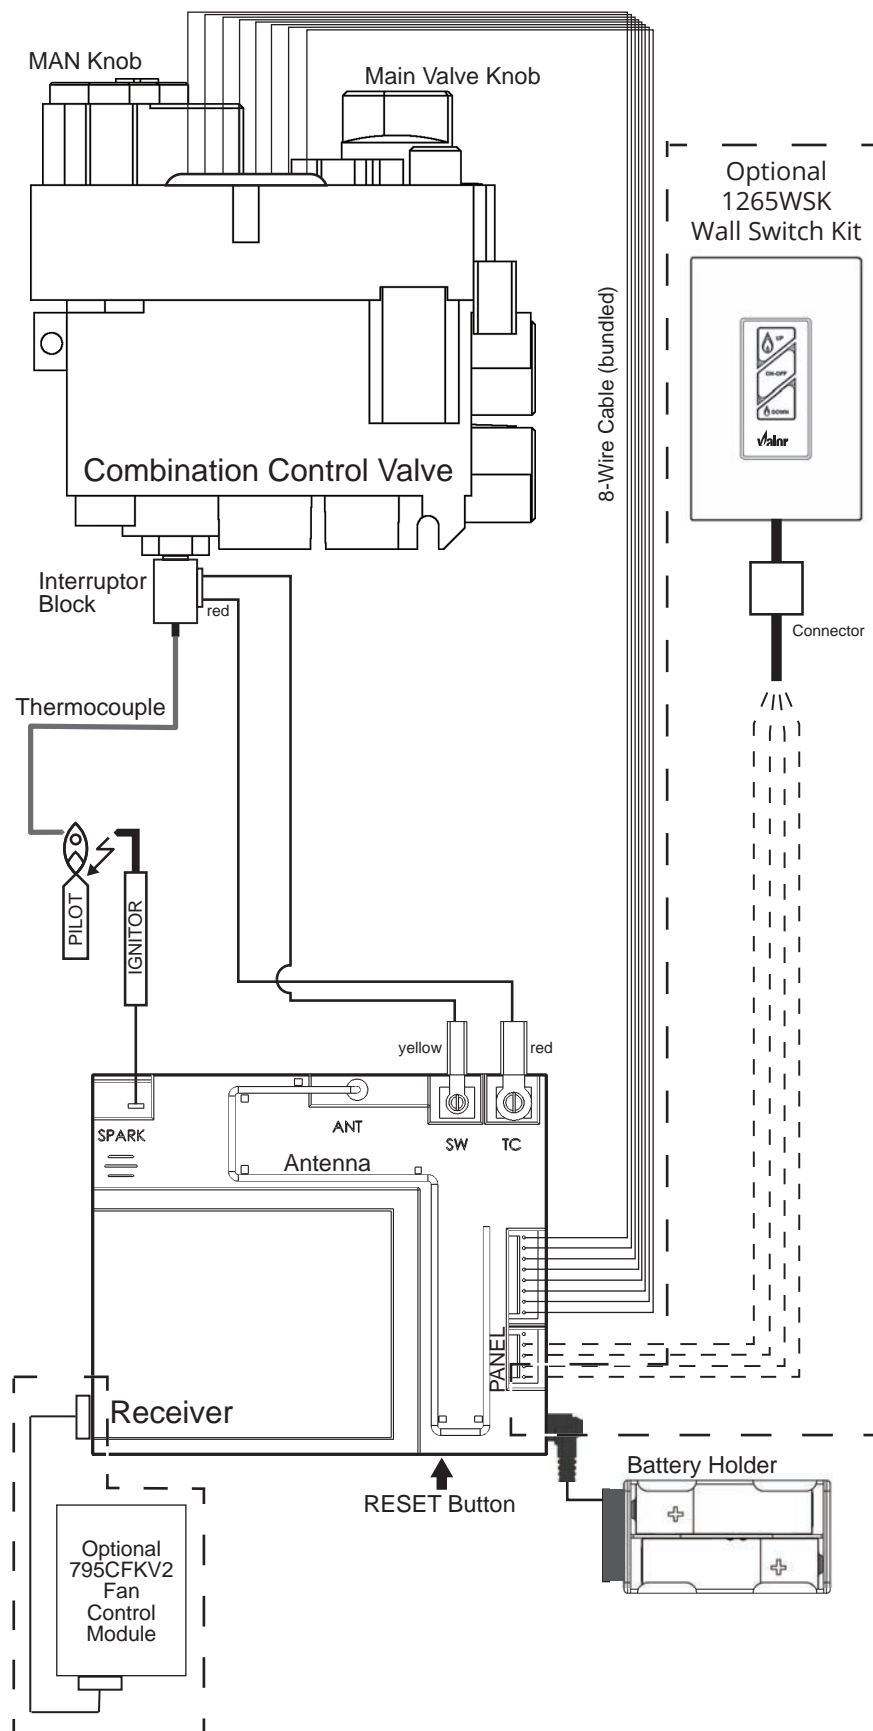 MAN Knob
Main Valve Knob
Optional
1265WSK
Wall Switch Kit
UP
ON-OFF
DOWN
Valor
8-Wire Cable (bundled)
Combination Control Valve
Interruptor
Block
red
Connector
Thermocouple
PILOT
IGNITOR
yellow
red
SPARK
ANT
SW
TC
Antenna
PANEL
Receiver
RESET Button
Battery Holder
+
+
Optional
795CFKV2
Fan
Control
Module